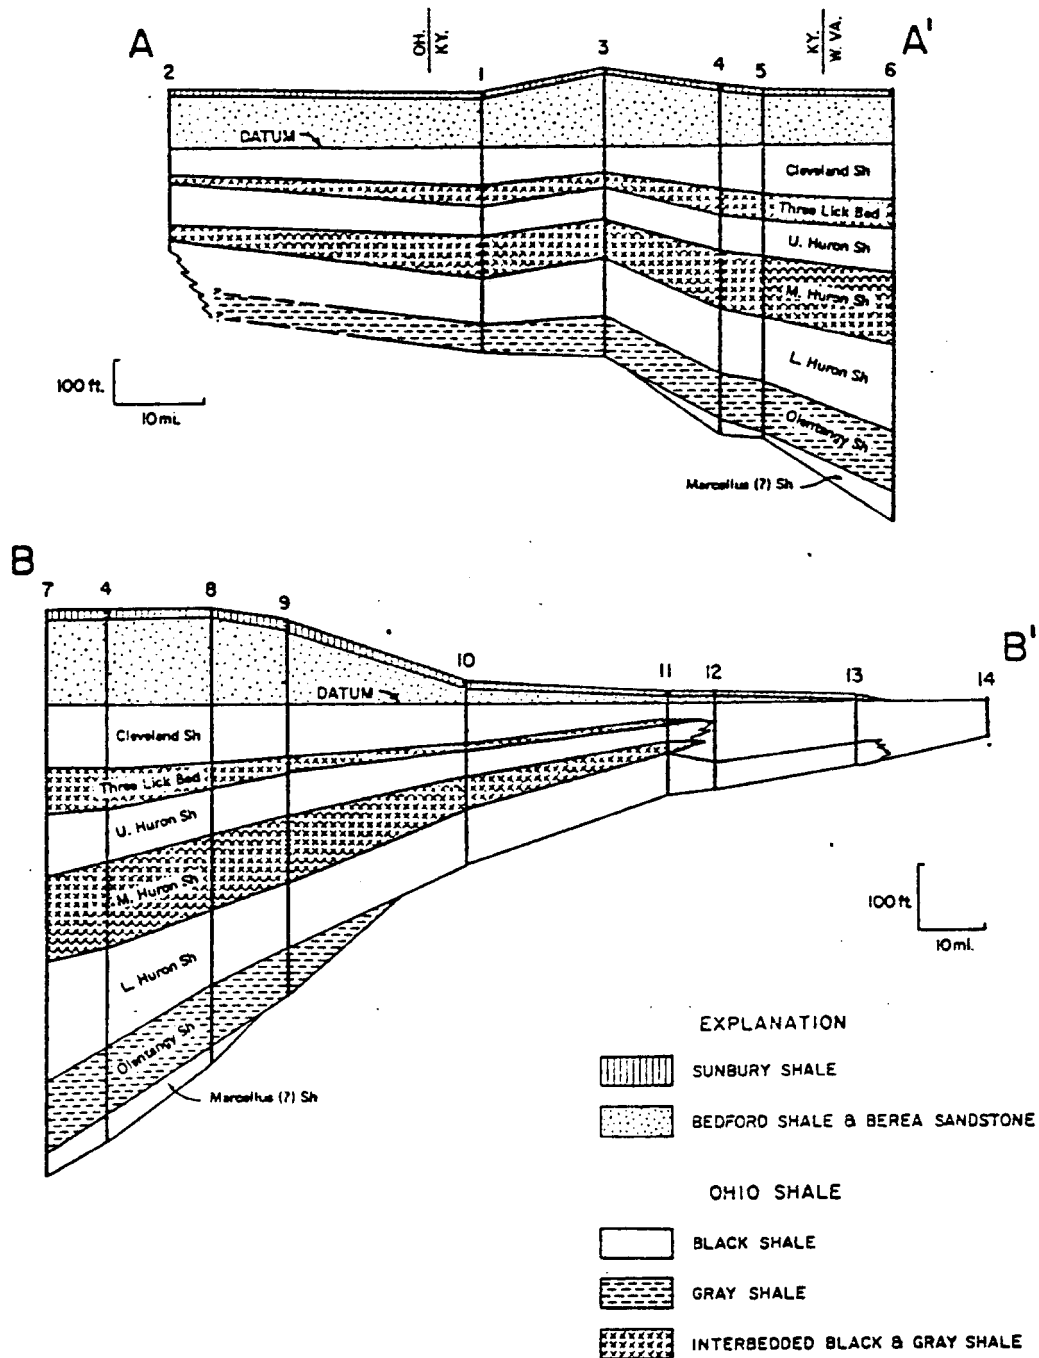 A
OH.
KY.
KY.
W. VA.
A'
2
1
3
4
5
6
DATUM
Cleveland Sh
Three Lick Bed
U. Huron Sh
M. Huron Sh
L. Huron Sh
Olentangy Sh
Marcellus (?) Sh
100 ft.
10 mi.
B
7
4
8
9
10
11
12
13
14
B'
DATUM
Cleveland Sh
Three Lick Bed
U. Huron Sh
M. Huron Sh
L. Huron Sh
Olentangy Sh
Marcellus (?) Sh
100 ft
10 mi.
EXPLANATION
SUNBURY SHALE
BEDFORD SHALE & BEREA SANDSTONE
OHIO SHALE
BLACK SHALE
GRAY SHALE
INTERBEDDED BLACK & GRAY SHALE